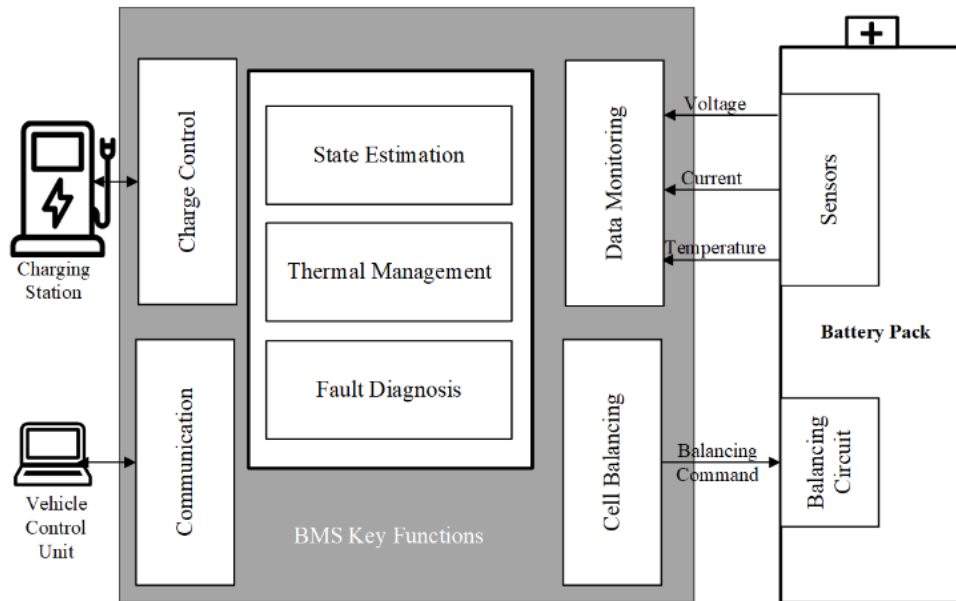 Charging
Station
Vehicle
Control
Unit
Charge Control
Communication
State Estimation
Thermal Management
Fault Diagnosis
BMS Key Functions
Data Monitoring
Cell Balancing
Voltage
Current
Temperature
Balancing
Command
Sensors
Battery Pack
Balancing
Circuit